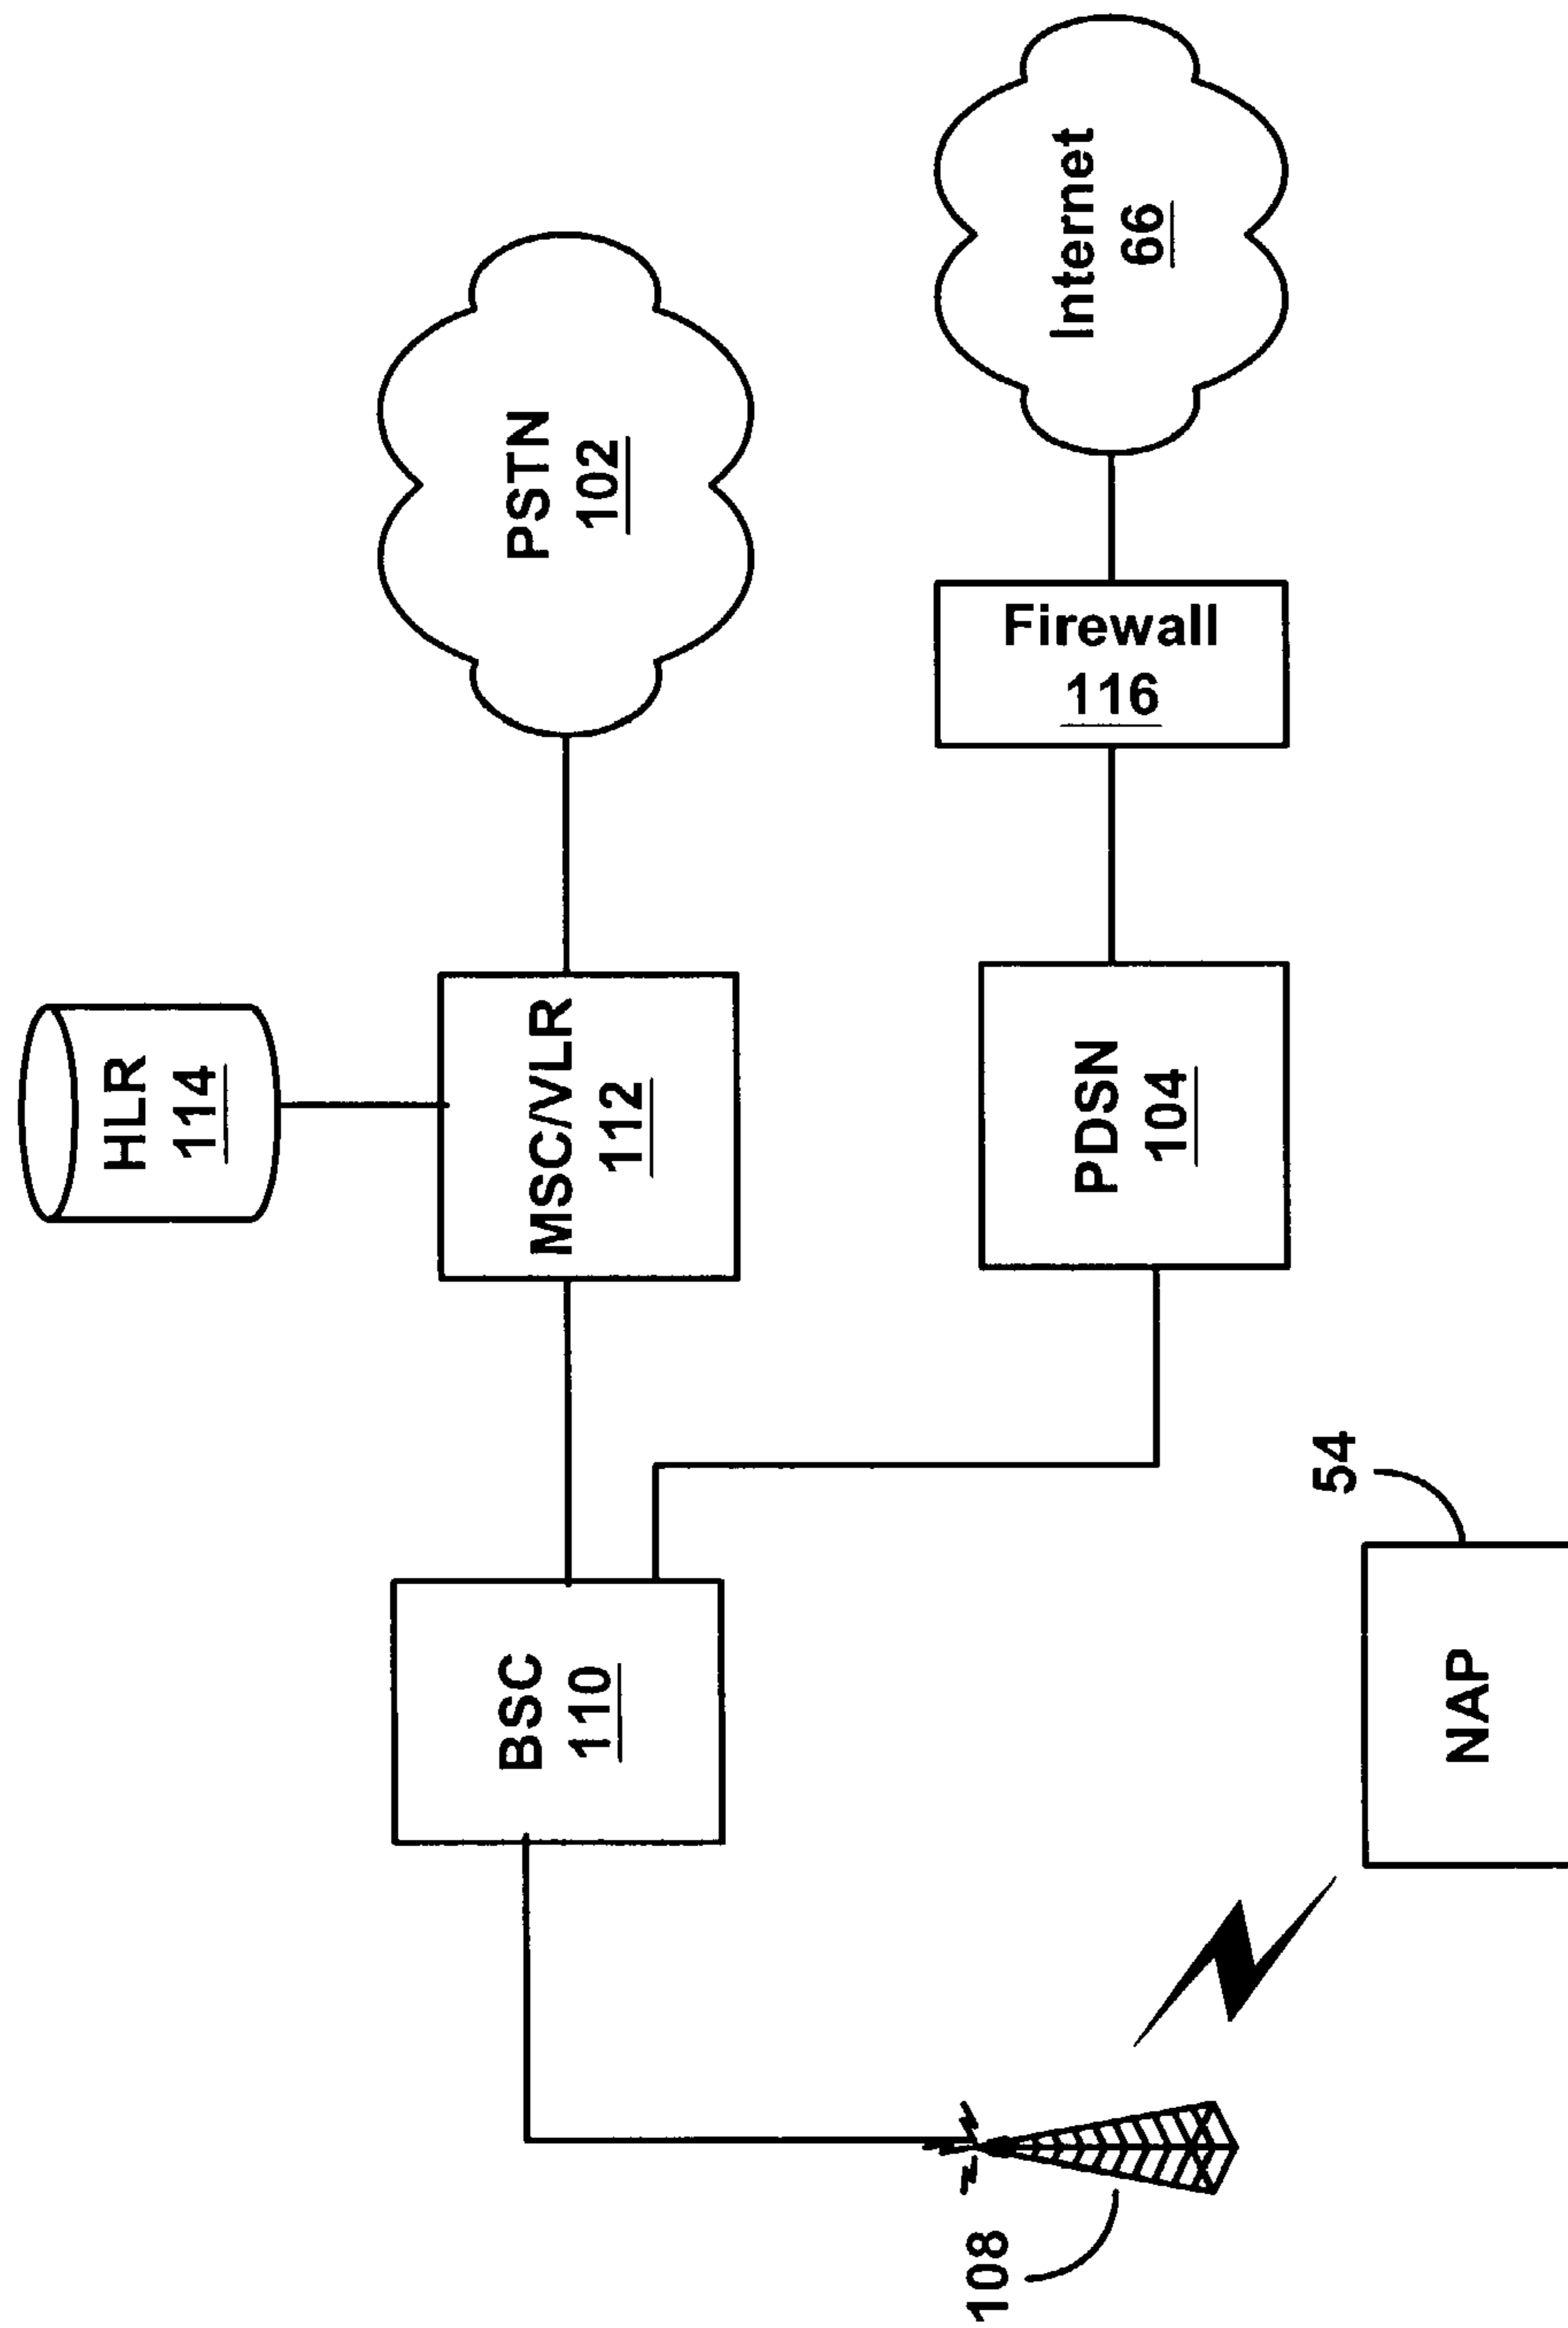 HLR
114
MSC/VLR
112
PSTN
102
BSC
110
PDSN
104
Firewall
116
Internet
66
108
NAP
54